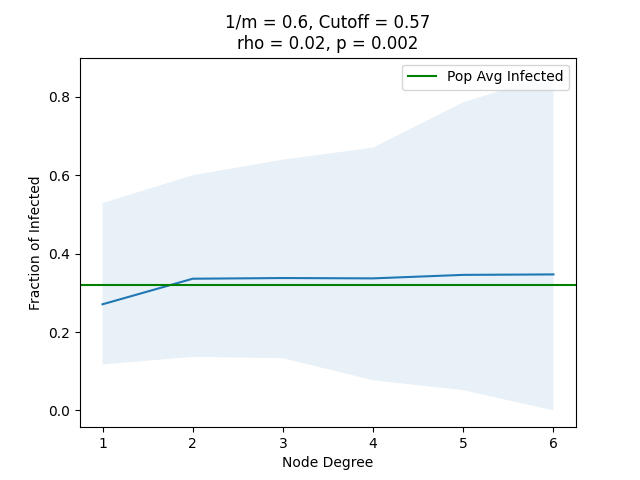 1/m = 0.6, Cutoff = 0.57
rho = 0.02, p = 0.002
Pop Avg Infected
Fraction of Infected
0.8
0.6
0.4
0.2
0.0
1 2 3 4 5 6
Node Degree